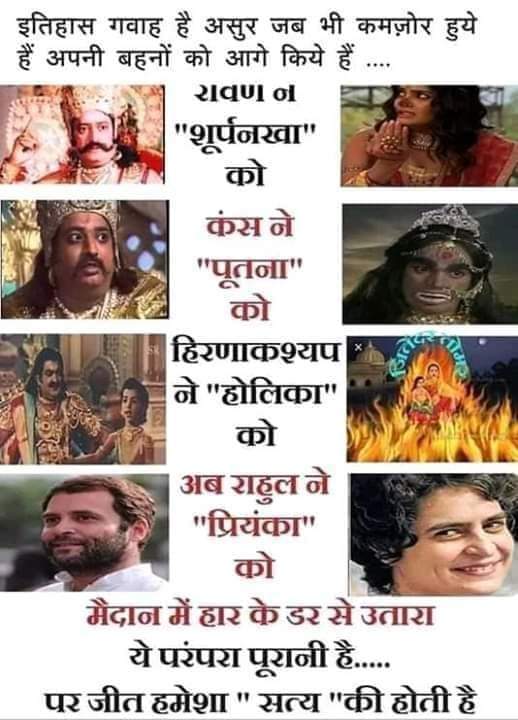 इतिहास गवाह है असुर जब भी कमज़ोर हुये
हैं अपनी बहनों को आगे किये हैं ....
रावण ने
"शूर्पनखा"
को
कंस ने
"पूतना"
को
हिरणाकश्यप
ने "होलिका"
को
जितेंद्र तोमर
अब राहुल ने
"प्रियंका"
को
मैदान में हार के डर से उतारा
ये परंपरा पूरानी है.....
पर जीत हमेशा " सत्य "की होती है